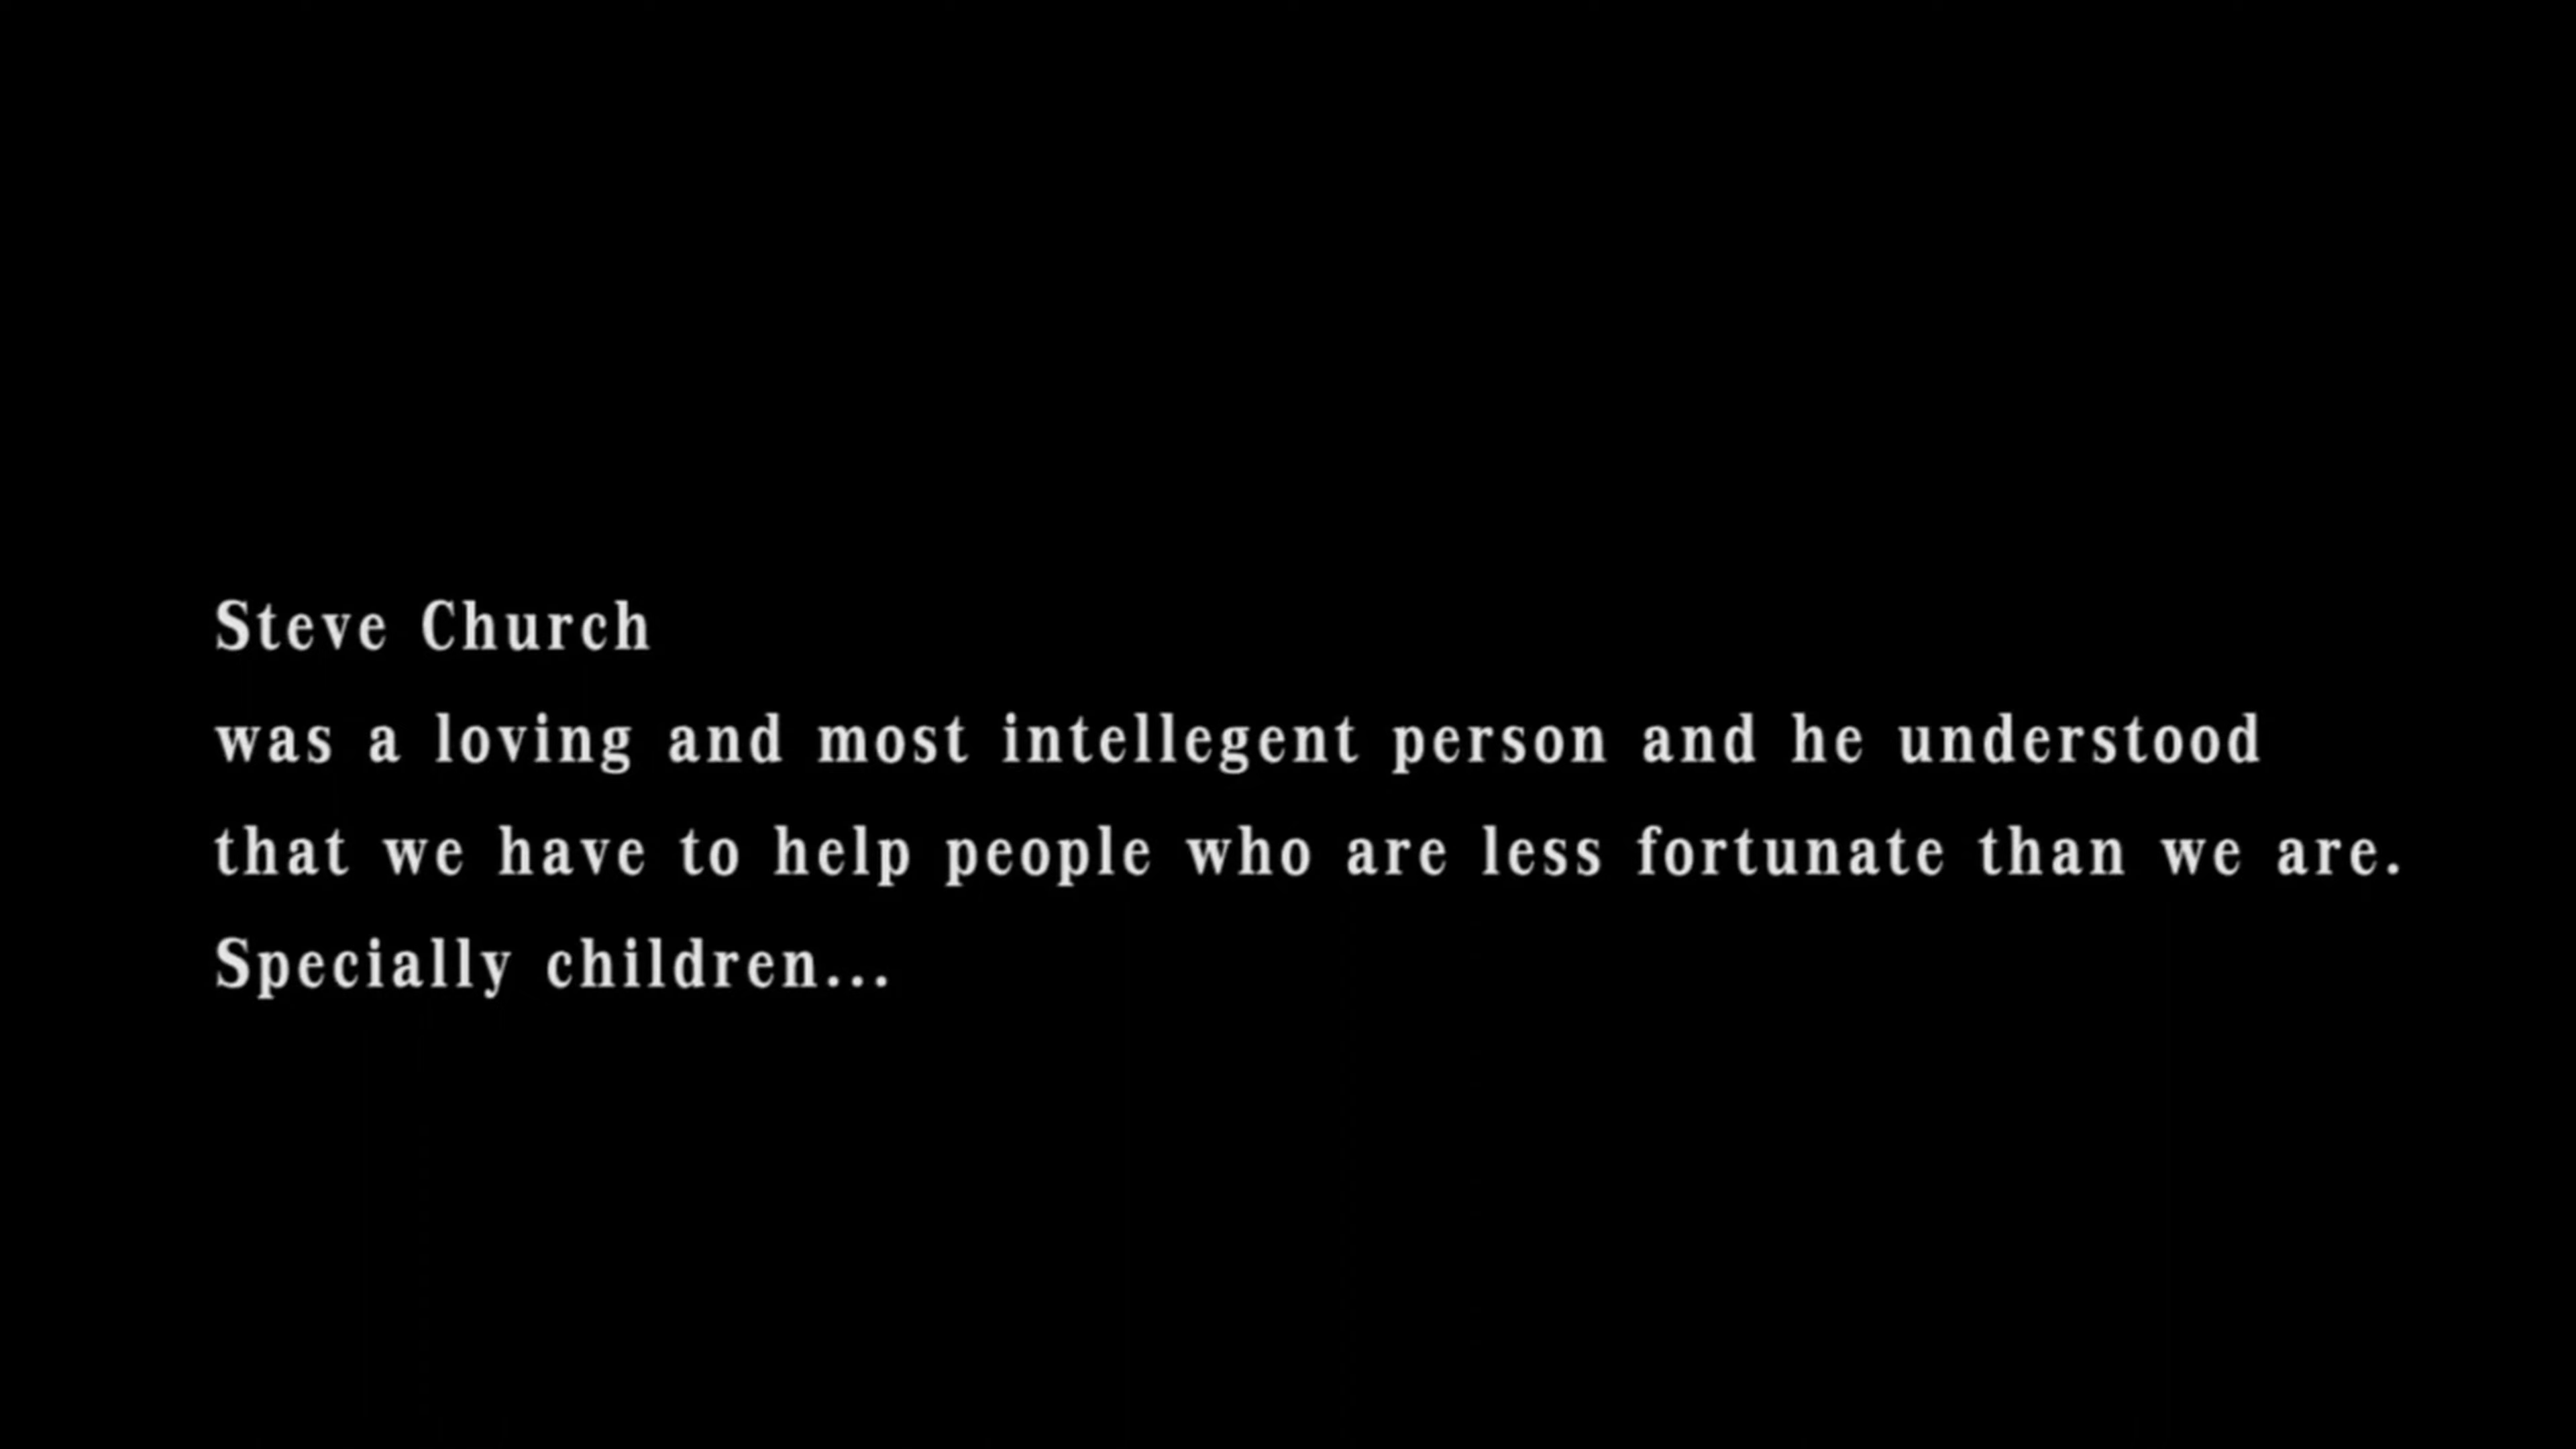 Steve Church
was a loving and most intellegent person and he understood
that we have to help people who are less fortunate than we are.
Specially children...